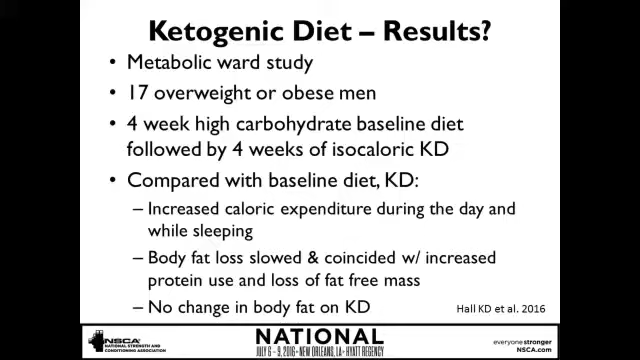 Ketogenic Diet – Results?
• Metabolic ward study
• 17 overweight or obese men
• 4 week high carbohydrate baseline diet
followed by 4 weeks of isocaloric KD
• Compared with baseline diet, KD:
– Increased caloric expenditure during the day and
while sleeping
– Body fat loss slowed & coincided w/ increased
protein use and loss of fat free mass
– No change in body fat on KD
Hall KD et al. 2016
NSCA
NATIONAL STRENGTH AND
CONDITIONING ASSOCIATION
NATIONAL
JULY 6 – 9, 2016 • NEW ORLEANS, LA • HYATT REGENCY
everyone stronger
NSCA.com